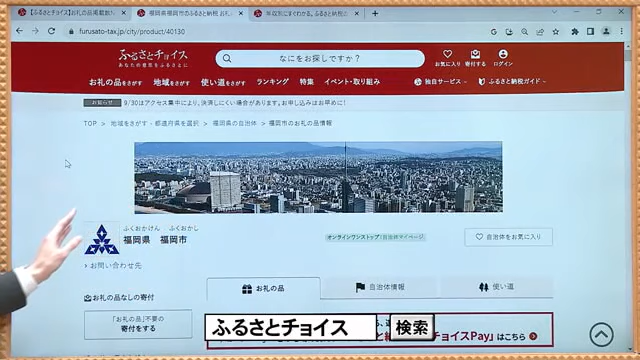 【ふるさとチョイス】お礼の品掲載数
福岡県福岡市のふるさと納税 お礼
年収別にすぐわかる。ふるさと納税の
furusato-tax.jp/city/product/40130
ふるさとチョイス
あなたの意思をふるさとに
なにをお探しですか?
お気に入り 寄付する ログイン
お礼の品をさがす 地域をさがす 使い道をさがす ランキング 特集 イベント・取り組み 独自サービス ふるさと納税ガイド
お知らせ 9/30はアクセス集中により、決済しにくい場合があります。お申し込みはお早めに!
TOP > 地域をさがす・都道府県を選択 > 福岡県の自治体 > 福岡市のお礼の品情報
ふくおかけん ふくおかし
福岡県 福岡市
オンラインワンストップ(自治体マイページ)
自治体をお気に入り
> お問い合わせ先
お礼の品なしの寄付
お礼の品
自治体情報
使い道
「お礼の品」不要の
寄付をする
チョイスPay」はこちら
ふるさとチョイス 検索